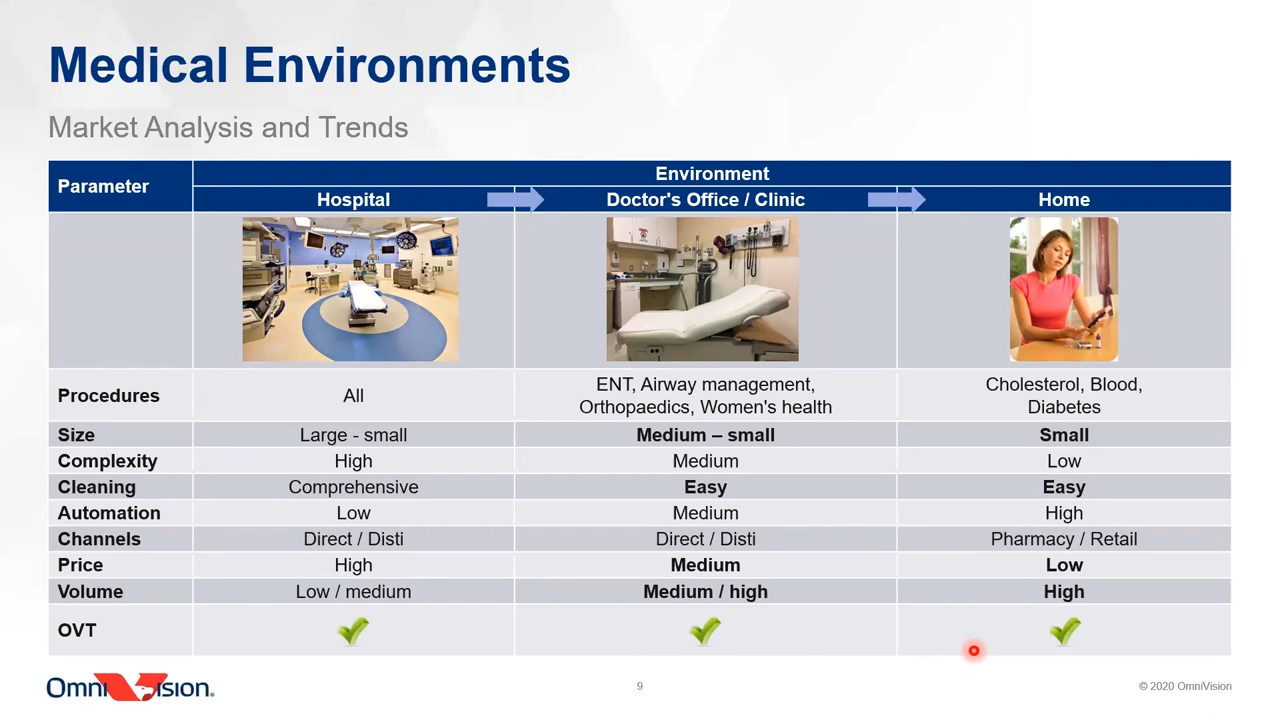 Medical Environments
Market Analysis and Trends
Parameter
Environment
Hospital
Doctor's Office / Clinic
Home
Procedures
All
ENT, Airway management,
Orthopaedics, Women's health
Cholesterol, Blood,
Diabetes
Size
Large - small
Medium – small
Small
Complexity
High
Medium
Low
Cleaning
Comprehensive
Easy
Easy
Automation
Low
Medium
High
Channels
Direct / Disti
Direct / Disti
Pharmacy / Retail
Price
High
Medium
Low
Volume
Low / medium
Medium / high
High
OVT
OmniVision.
9
© 2020 OmniVision